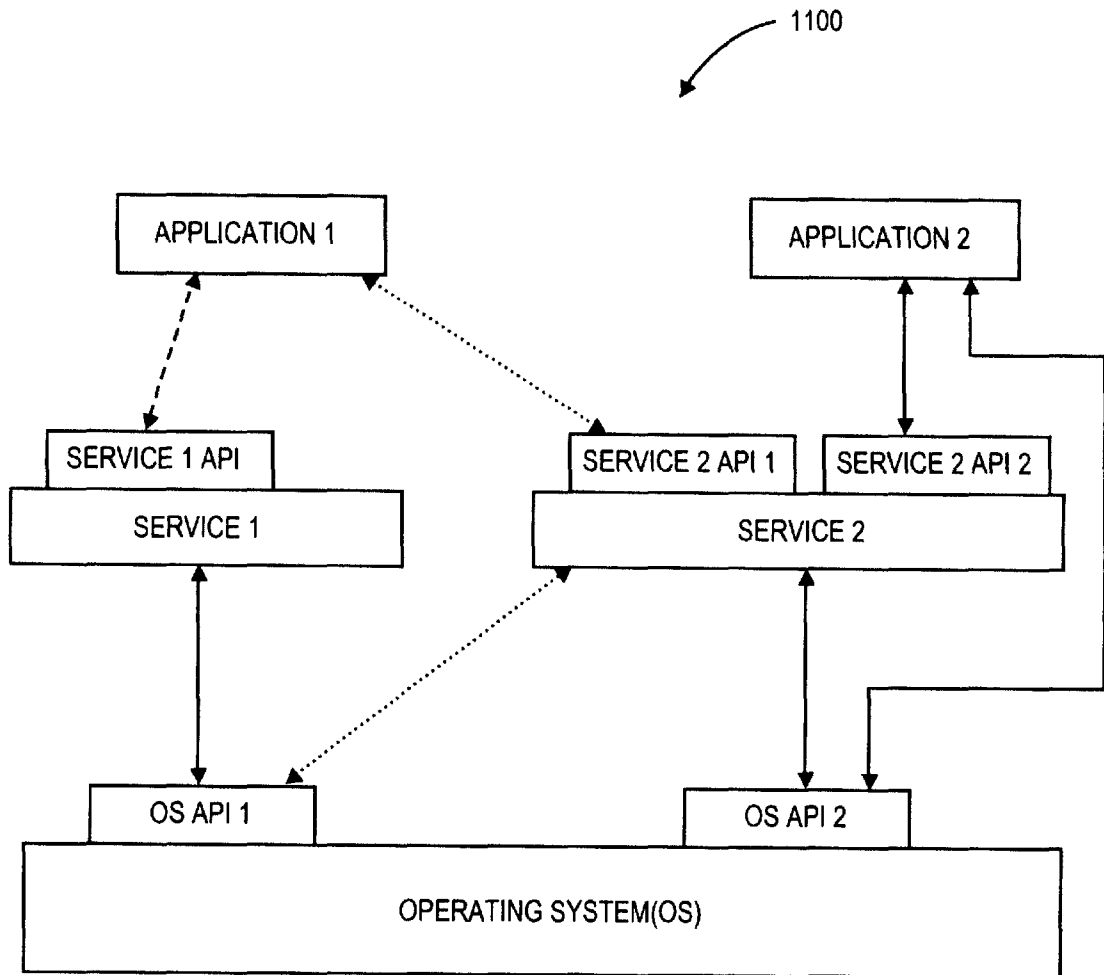 1100
APPLICATION 1
APPLICATION 2
SERVICE 1 API
SERVICE 2 API 1
SERVICE 2 API 2
SERVICE 1
SERVICE 2
OS API 1
OS API 2
OPERATING SYSTEM(OS)